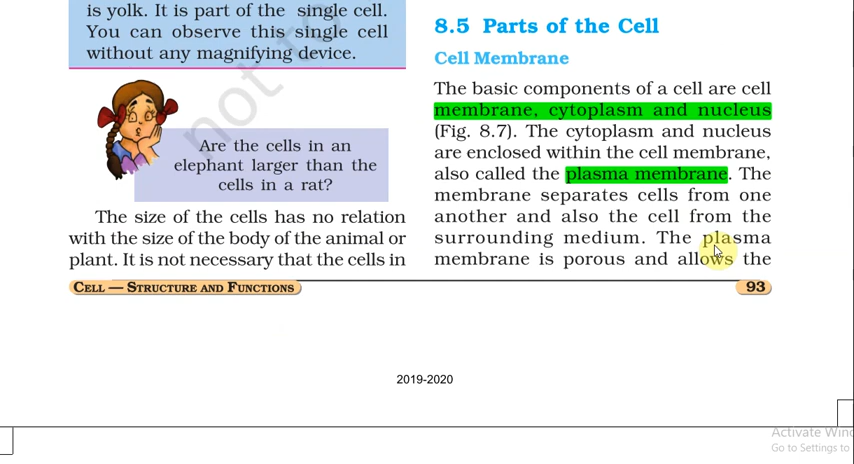 is yolk. It is part of the single cell.
You can observe this single cell
without any magnifying device.
Are the cells in an
elephant larger than the
cells in a rat?
The size of the cells has no relation
with the size of the body of the animal or
plant. It is not necessary that the cells in
8.5 Parts of the Cell
Cell Membrane
The basic components of a cell are cell
membrane, cytoplasm and nucleus
(Fig. 8.7). The cytoplasm and nucleus
are enclosed within the cell membrane,
also called the plasma membrane. The
membrane separates cells from one
another and also the cell from the
surrounding medium. The plasma
membrane is porous and allows the
CELL — STRUCTURE AND FUNCTIONS
93
2019-2020
not to
Activate Win
Go to Settings to